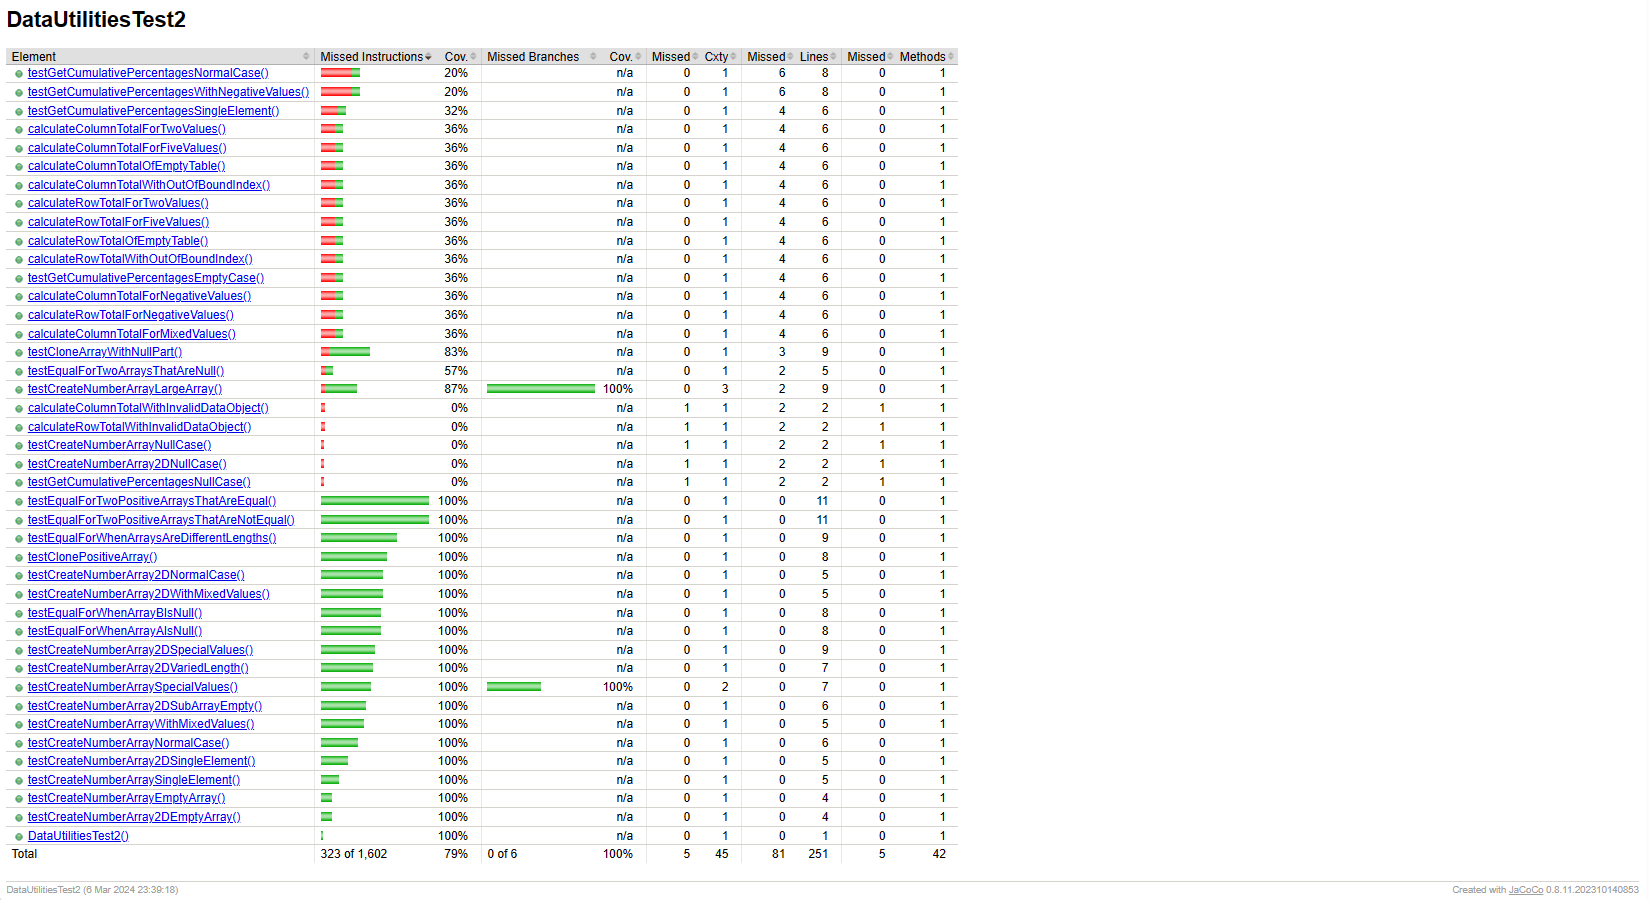 DataUtilitiesTest2
Element Missed Instructions Cov. Missed Branches Cov. Missed Cxty Missed Lines Missed Methods
testGetCumulativePercentagesNormalCase() 20% n/a 0 1 6 8 0 1
testGetCumulativePercentagesWithNegativeValues() 20% n/a 0 1 6 8 0 1
testGetCumulativePercentagesSingleElement() 32% n/a 0 1 4 6 0 1
calculateColumnTotalForTwoValues() 36% n/a 0 1 4 6 0 1
calculateColumnTotalForFiveValues() 36% n/a 0 1 4 6 0 1
calculateColumnTotalOfEmptyTable() 36% n/a 0 1 4 6 0 1
calculateColumnTotalWithOutOfBoundIndex() 36% n/a 0 1 4 6 0 1
calculateRowTotalForTwoValues() 36% n/a 0 1 4 6 0 1
calculateRowTotalForFiveValues() 36% n/a 0 1 4 6 0 1
calculateRowTotalOfEmptyTable() 36% n/a 0 1 4 6 0 1
calculateRowTotalWithOutOfBoundIndex() 36% n/a 0 1 4 6 0 1
testGetCumulativePercentagesEmptyCase() 36% n/a 0 1 4 6 0 1
calculateColumnTotalForNegativeValues() 36% n/a 0 1 4 6 0 1
calculateRowTotalForNegativeValues() 36% n/a 0 1 4 6 0 1
calculateColumnTotalForMixedValues() 36% n/a 0 1 4 6 0 1
testCloneArrayWithNullPart() 83% n/a 0 1 3 9 0 1
testEqualForTwoArraysThatAreNull() 57% n/a 0 1 2 5 0 1
testCreateNumberArrayLargeArray() 87% 100% 0 3 2 9 0 1
calculateColumnTotalWithInvalidDataObject() 0% n/a 1 1 2 2 1 1
calculateRowTotalWithInvalidDataObject() 0% n/a 1 1 2 2 1 1
testCreateNumberArrayNullCase() 0% n/a 1 1 2 2 1 1
testCreateNumberArray2DNullCase() 0% n/a 1 1 2 2 1 1
testGetCumulativePercentagesNullCase() 0% n/a 1 1 2 2 1 1
testEqualForTwoPositiveArraysThatAreEqual() 100% n/a 0 1 0 11 0 1
testEqualForTwoPositiveArraysThatAreNotEqual() 100% n/a 0 1 0 11 0 1
testEqualForWhenArraysAreDifferentLengths() 100% n/a 0 1 0 9 0 1
testClonePositiveArray() 100% n/a 0 1 0 8 0 1
testCreateNumberArray2DNormalCase() 100% n/a 0 1 0 5 0 1
testCreateNumberArray2DWithMixedValues() 100% n/a 0 1 0 5 0 1
testEqualForWhenArrayBIsNull() 100% n/a 0 1 0 8 0 1
testEqualForWhenArrayAIsNull() 100% n/a 0 1 0 8 0 1
testCreateNumberArray2DSpecialValues() 100% n/a 0 1 0 9 0 1
testCreateNumberArray2DVariedLength() 100% n/a 0 1 0 7 0 1
testCreateNumberArraySpecialValues() 100% 100% 0 2 0 7 0 1
testCreateNumberArray2DSubArrayEmpty() 100% n/a 0 1 0 6 0 1
testCreateNumberArrayWithMixedValues() 100% n/a 0 1 0 5 0 1
testCreateNumberArrayNormalCase() 100% n/a 0 1 0 6 0 1
testCreateNumberArray2DSingleElement() 100% n/a 0 1 0 5 0 1
testCreateNumberArraySingleElement() 100% n/a 0 1 0 5 0 1
testCreateNumberArrayEmptyArray() 100% n/a 0 1 0 4 0 1
testCreateNumberArray2DEmptyArray() 100% n/a 0 1 0 4 0 1
DataUtilitiesTest2() 100% n/a 0 1 0 1 0 1
Total 323 of 1,602 79% 0 of 6 100% 5 45 81 251 5 42
DataUtilitiesTest2 (6 Mar 2024 23:39:18) Created with JaCoCo 0.8.11.202310140853